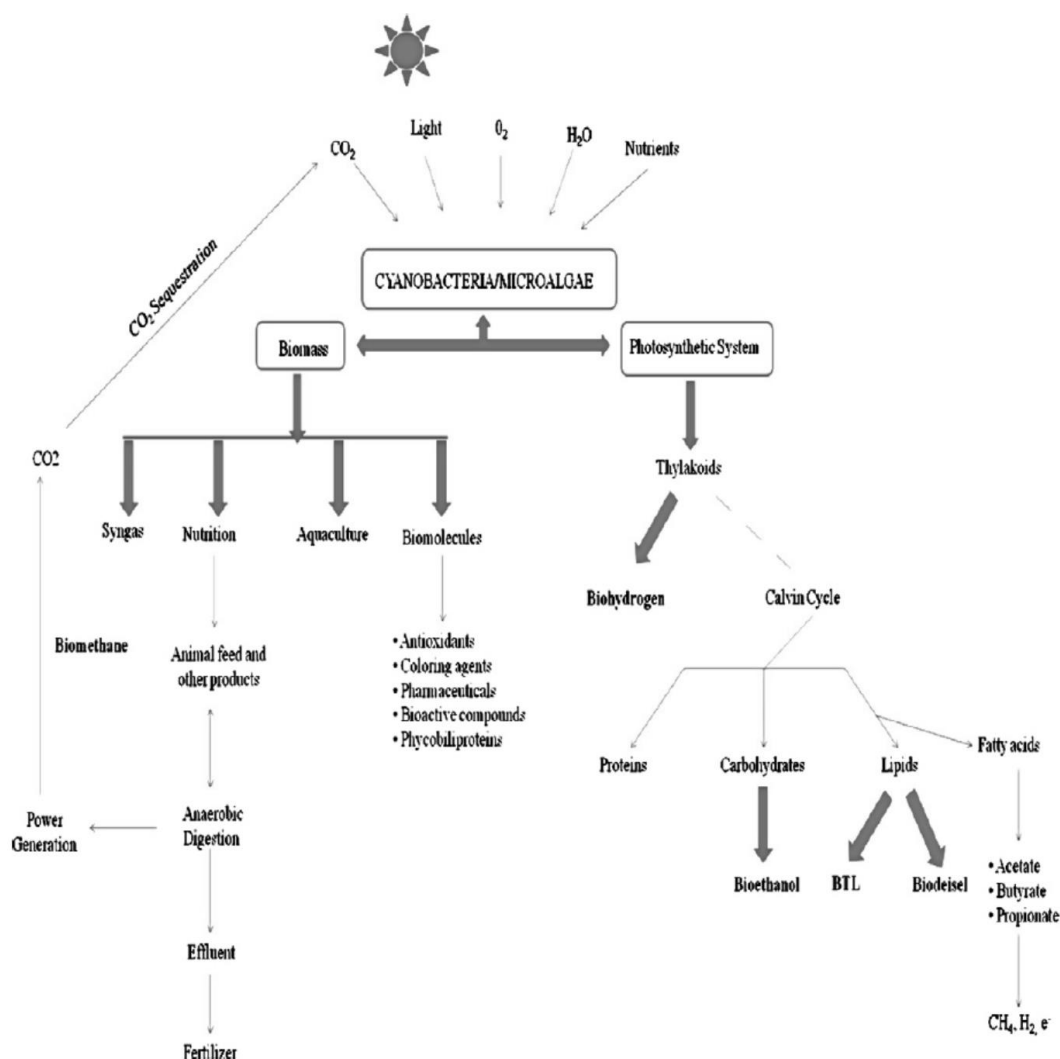 Light
0₂
H₂O
Nutrients
CO₂
CO₂ Sequestration
CYANOBACTERIA/MICROALGAE
Biomass
Photosynthetic System
CO2
Thylakoids
Syngas
Nutrition
Aquaculture
Biomolecules
Biohydrogen
Calvin Cycle
Biomethane
Animal feed and
other products
• Antioxidants
• Coloring agents
• Pharmaceuticals
• Bioactive compounds
• Phycobiliproteins
Proteins
Carbohydrates
Lipids
Fatty acids
Power
Generation
Anaerobic
Digestion
Bioethanol
BTL
Biodeisel
• Acetate
• Butyrate
• Propionate
Effluent
Fertilizer
CH₄, H₂, e⁻